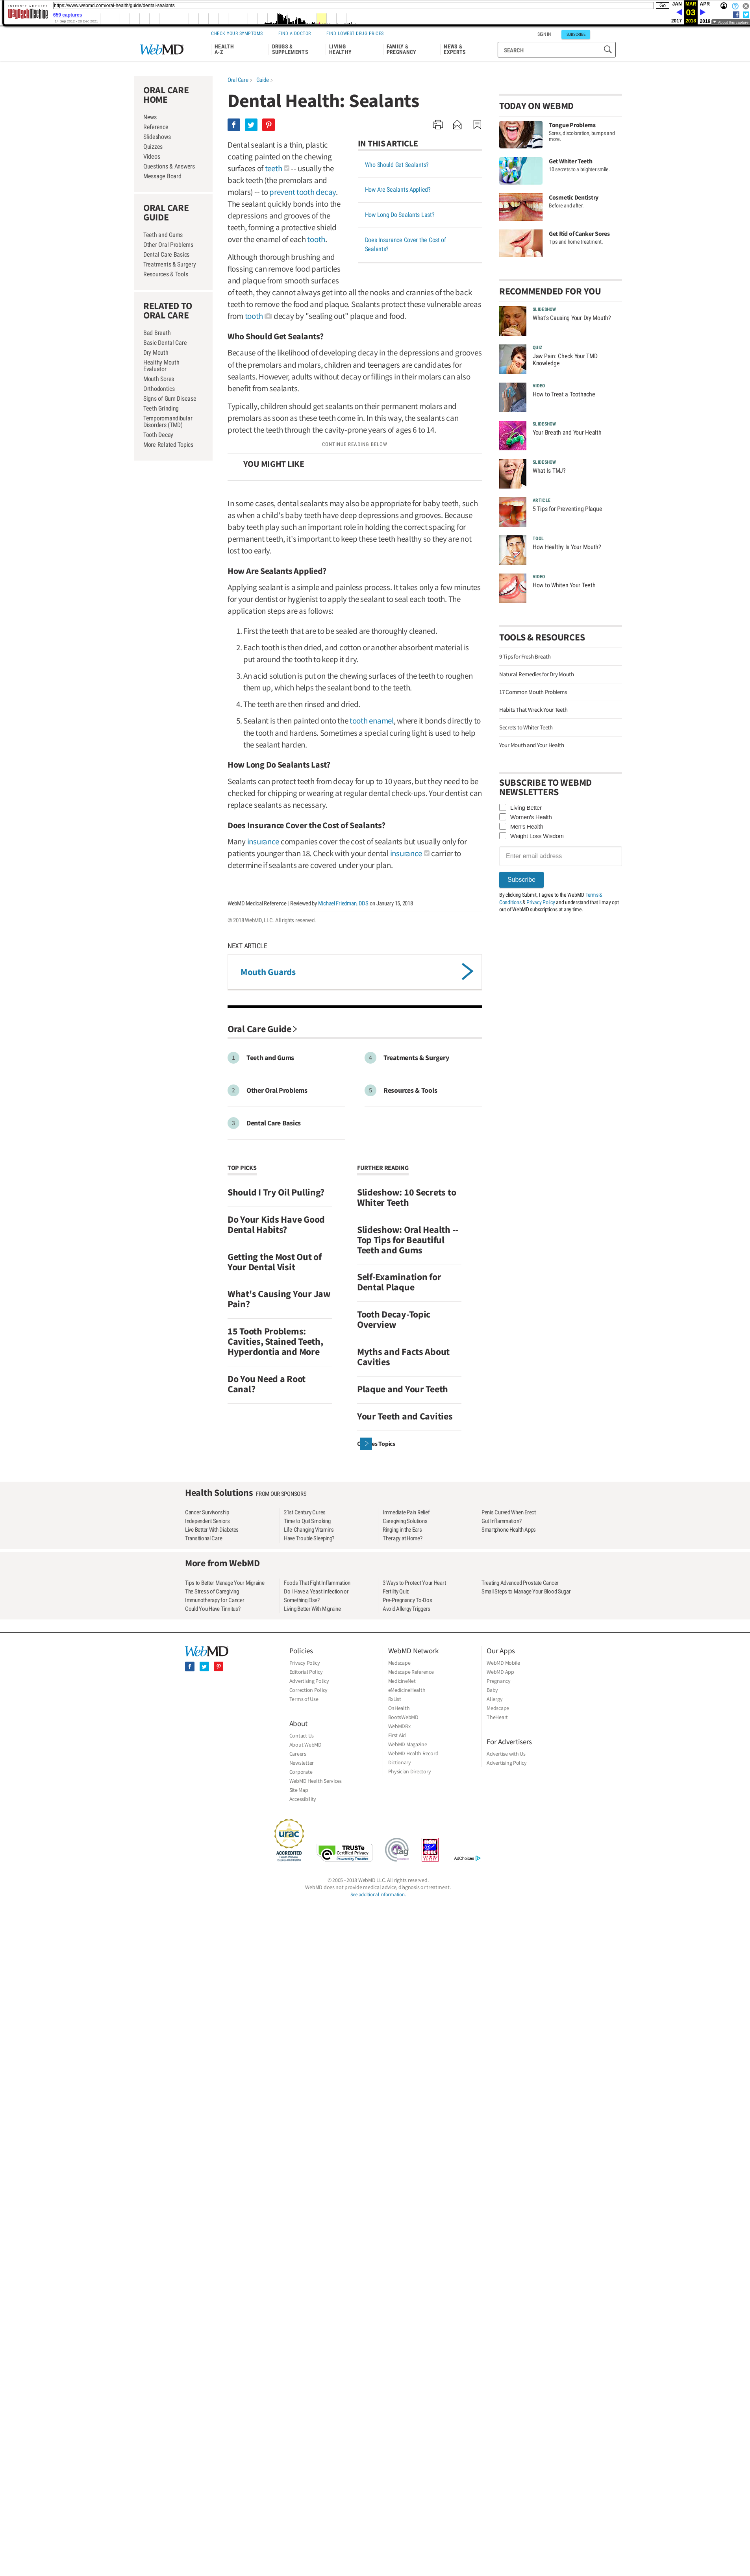 INTERNET ARCHIVE
WayBackMachine
https://www.webmd.com/oral-health/guide/dental-sealants
Go
JAN
MAR
APR
03
2017
2018
2019
659 captures
About this capture
CHECK YOUR SYMPTOMS
FIND A DOCTOR
FIND LOWEST DRUG PRICES
SIGN IN
SUBSCRIBE
WebMD
HEALTH
A-Z
DRUGS &
SUPPLEMENTS
LIVING
HEALTHY
FAMILY &
PREGNANCY
NEWS &
EXPERTS
SEARCH
ORAL CARE
HOME
News
Reference
Slideshows
Quizzes
Videos
Questions & Answers
Message Board
ORAL CARE
GUIDE
Teeth and Gums
Other Oral Problems
Dental Care Basics
Treatments & Surgery
Resources & Tools
RELATED TO
ORAL CARE
Bad Breath
Basic Dental Care
Dry Mouth
Healthy Mouth
Evaluator
Mouth Sores
Orthodontics
Signs of Gum Disease
Teeth Grinding
Temporomandibular
Disorders (TMD)
Tooth Decay
More Related Topics
Oral Care > Guide >
Dental Health: Sealants
Dental sealant is a thin, plastic
coating painted on the chewing
surfaces of teeth -- usually the
back teeth (the premolars and
molars) -- to prevent tooth decay.
The sealant quickly bonds into the
depressions and grooves of the
teeth, forming a protective shield
over the enamel of each tooth.
IN THIS ARTICLE
Who Should Get Sealants?
How Are Sealants Applied?
How Long Do Sealants Last?
Does Insurance Cover the Cost of
Sealants?
Although thorough brushing and
flossing can remove food particles
and plaque from smooth surfaces
of teeth, they cannot always get into all the nooks and crannies of the back
teeth to remove the food and plaque. Sealants protect these vulnerable areas
from tooth decay by "sealing out" plaque and food.
Who Should Get Sealants?
Because of the likelihood of developing decay in the depressions and grooves
of the premolars and molars, children and teenagers are candidates for
sealants. However, adults without decay or fillings in their molars can also
benefit from sealants.
Typically, children should get sealants on their permanent molars and
premolars as soon as these teeth come in. In this way, the sealants can
protect the teeth through the cavity-prone years of ages 6 to 14.
CONTINUE READING BELOW
YOU MIGHT LIKE
In some cases, dental sealants may also be appropriate for baby teeth, such
as when a child's baby teeth have deep depressions and grooves. Because
baby teeth play such an important role in holding the correct spacing for
permanent teeth, it's important to keep these teeth healthy so they are not
lost too early.
How Are Sealants Applied?
Applying sealant is a simple and painless process. It takes only a few minutes
for your dentist or hygienist to apply the sealant to seal each tooth. The
application steps are as follows:
1. First the teeth that are to be sealed are thoroughly cleaned.
2. Each tooth is then dried, and cotton or another absorbent material is
put around the tooth to keep it dry.
3. An acid solution is put on the chewing surfaces of the teeth to roughen
them up, which helps the sealant bond to the teeth.
4. The teeth are then rinsed and dried.
5. Sealant is then painted onto the tooth enamel, where it bonds directly to
the tooth and hardens. Sometimes a special curing light is used to help
the sealant harden.
How Long Do Sealants Last?
Sealants can protect teeth from decay for up to 10 years, but they need to be
checked for chipping or wearing at regular dental check-ups. Your dentist can
replace sealants as necessary.
Does Insurance Cover the Cost of Sealants?
Many insurance companies cover the cost of sealants but usually only for
patients younger than 18. Check with your dental insurance carrier to
determine if sealants are covered under your plan.
WebMD Medical Reference | Reviewed by Michael Friedman, DDS on January 15, 2018
© 2018 WebMD, LLC. All rights reserved.
NEXT ARTICLE
Mouth Guards
Oral Care Guide >
1 Teeth and Gums
2 Other Oral Problems
3 Dental Care Basics
4 Treatments & Surgery
5 Resources & Tools
TOP PICKS
Should I Try Oil Pulling?
Do Your Kids Have Good
Dental Habits?
Getting the Most Out of
Your Dental Visit
What's Causing Your Jaw
Pain?
15 Tooth Problems:
Cavities, Stained Teeth,
Hyperdontia and More
Do You Need a Root
Canal?
FURTHER READING
Slideshow: 10 Secrets to
Whiter Teeth
Slideshow: Oral Health --
Top Tips for Beautiful
Teeth and Gums
Self-Examination for
Dental Plaque
Tooth Decay-Topic
Overview
Myths and Facts About
Cavities
Plaque and Your Teeth
Your Teeth and Cavities
Topics
TODAY ON WEBMD
Tongue Problems
Sores, discoloration, bumps and
more.
Get Whiter Teeth
10 secrets to a brighter smile.
Cosmetic Dentistry
Before and after.
Get Rid of Canker Sores
Tips and home treatment.
RECOMMENDED FOR YOU
SLIDESHOW
What's Causing Your Dry Mouth?
QUIZ
Jaw Pain: Check Your TMD
Knowledge
VIDEO
How to Treat a Toothache
SLIDESHOW
Your Breath and Your Health
SLIDESHOW
What Is TMJ?
ARTICLE
5 Tips for Preventing Plaque
TOOL
How Healthy Is Your Mouth?
VIDEO
How to Whiten Your Teeth
TOOLS & RESOURCES
9 Tips for Fresh Breath
Natural Remedies for Dry Mouth
17 Common Mouth Problems
Habits That Wreck Your Teeth
Secrets to Whiter Teeth
Your Mouth and Your Health
SUBSCRIBE TO WEBMD
NEWSLETTERS
Living Better
Women's Health
Men's Health
Weight Loss Wisdom
Enter email address
Subscribe
By clicking Submit, I agree to the WebMD Terms &
Conditions & Privacy Policy and understand that I may opt
out of WebMD subscriptions at any time.
Health Solutions FROM OUR SPONSORS
Cancer Survivorship
Independent Seniors
Live Better With Diabetes
Transitional Care
21st Century Cures
Time to Quit Smoking
Life-Changing Vitamins
Have Trouble Sleeping?
Immediate Pain Relief
Caregiving Solutions
Ringing in the Ears
Therapy at Home?
Penis Curved When Erect
Gut Inflammation?
Smartphone Health Apps
More from WebMD
Tips to Better Manage Your Migraine
The Stress of Caregiving
Immunotherapy for Cancer
Could You Have Tinnitus?
Foods That Fight Inflammation
Do I Have a Yeast Infection or
Something Else?
Living Better With Migraine
3 Ways to Protect Your Heart
Fertility Quiz
Pre-Pregnancy To-Dos
Avoid Allergy Triggers
Treating Advanced Prostate Cancer
Small Steps to Manage Your Blood Sugar
WebMD
Policies
Privacy Policy
Editorial Policy
Advertising Policy
Correction Policy
Terms of Use
About
Contact Us
About WebMD
Careers
Newsletter
Corporate
WebMD Health Services
Site Map
Accessibility
WebMD Network
Medscape
Medscape Reference
MedicineNet
eMedicineHealth
RxList
OnHealth
BootsWebMD
WebMDRx
First Aid
WebMD Magazine
WebMD Health Record
Dictionary
Physician Directory
Our Apps
WebMD Mobile
WebMD App
Pregnancy
Baby
Allergy
Medscape
TheHeart
For Advertisers
Advertise with Us
Advertising Policy
urac
ACCREDITED
TRUSTe
Certified Privacy
Powered by TrustArc
tag
AdChoices
© 2005 - 2018 WebMD LLC. All rights reserved.
WebMD does not provide medical advice, diagnosis or treatment.
See additional information.